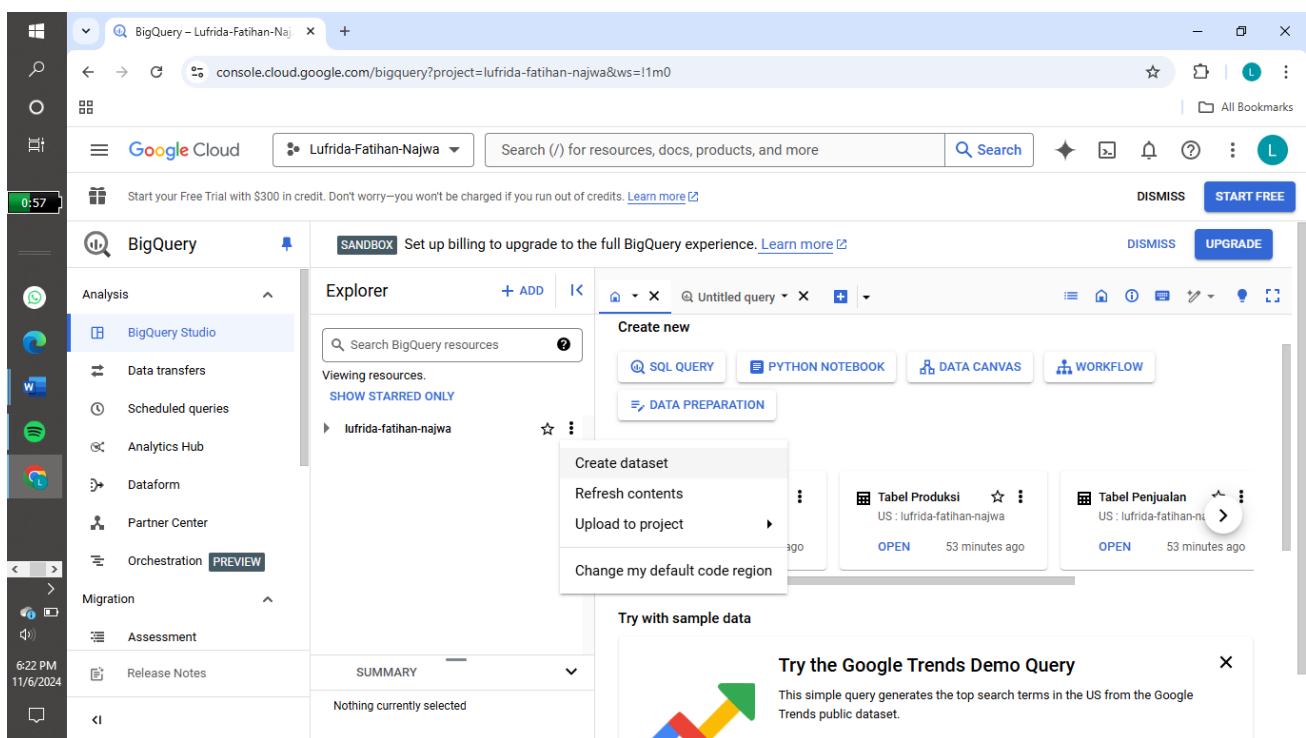 BigQuery – Lufrida-Fatihan-Naj
console.cloud.google.com/bigquery?project=lufrida-fatihan-najwa&ws=!1m0
All Bookmarks
Google Cloud
Lufrida-Fatihan-Najwa
Search (/) for resources, docs, products, and more
Search
L
0:57
Start your Free Trial with $300 in credit. Don't worry—you won't be charged if you run out of credits. Learn more
DISMISS
START FREE
BigQuery
SANDBOX Set up billing to upgrade to the full BigQuery experience. Learn more
DISMISS
UPGRADE
Analysis
BigQuery Studio
Data transfers
Scheduled queries
Analytics Hub
Dataform
Partner Center
Orchestration PREVIEW
Migration
Assessment
Release Notes
Explorer
+ ADD
Search BigQuery resources
Viewing resources.
SHOW STARRED ONLY
lufrida-fatihan-najwa
Create dataset
Refresh contents
Upload to project
Change my default code region
SUMMARY
Nothing currently selected
Untitled query
Create new
SQL QUERY
PYTHON NOTEBOOK
DATA CANVAS
WORKFLOW
DATA PREPARATION
ago
Tabel Produksi
US : lufrida-fatihan-najwa
OPEN 53 minutes ago
Tabel Penjualan
US : lufrida-fatihan-na
OPEN 53 minutes ago
Try with sample data
Try the Google Trends Demo Query
This simple query generates the top search terms in the US from the Google
Trends public dataset.
6:22 PM
11/6/2024